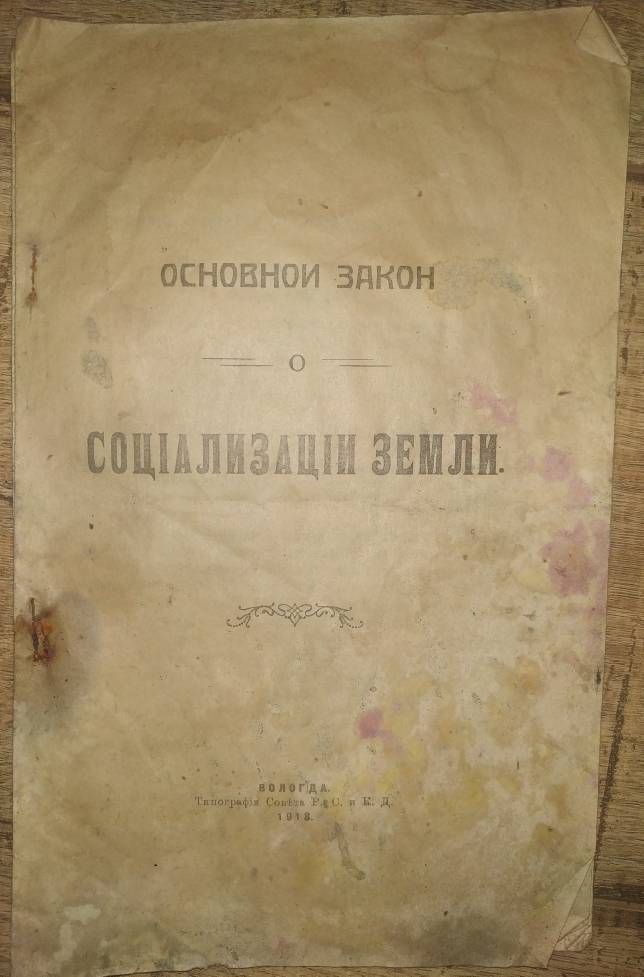 ОСНОВНОЙ ЗАКОН
О
СОЦІАЛИЗАЦІИ ЗЕМЛИ.
ВОЛОГДА.
Типографія Совѣта Р. С. и К. Д.
1918.